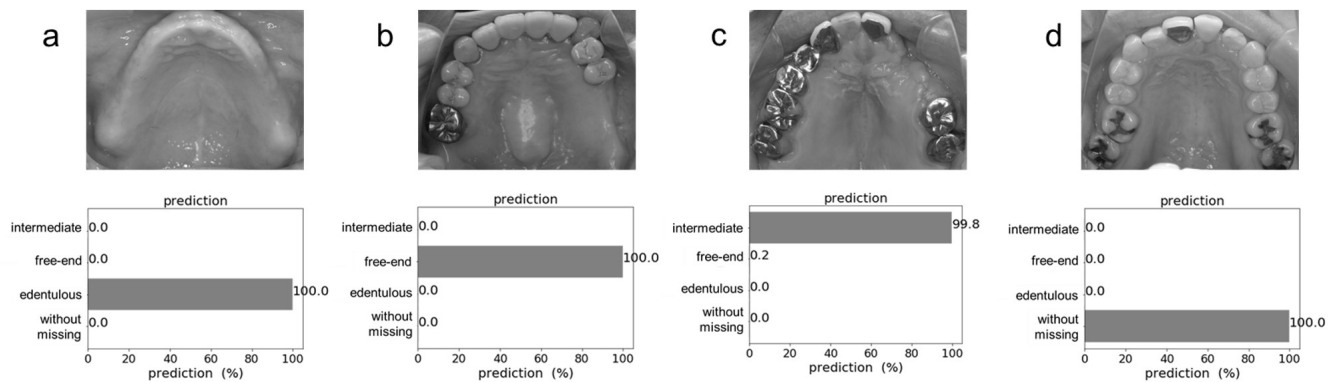 a
prediction
intermediate 0.0
free-end 0.0
edentulous 100.0
without missing 0.0
0 20 40 60 80 100
prediction (%)
b
prediction
intermediate 0.0
free-end 100.0
edentulous 0.0
without missing 0.0
0 20 40 60 80 100
prediction (%)
c
prediction
intermediate 99.8
free-end 0.2
edentulous 0.0
without missing 0.0
0 20 40 60 80 100
prediction (%)
d
prediction
intermediate 0.0
free-end 0.0
edentulous 0.0
without missing 100.0
0 20 40 60 80 100
prediction (%)